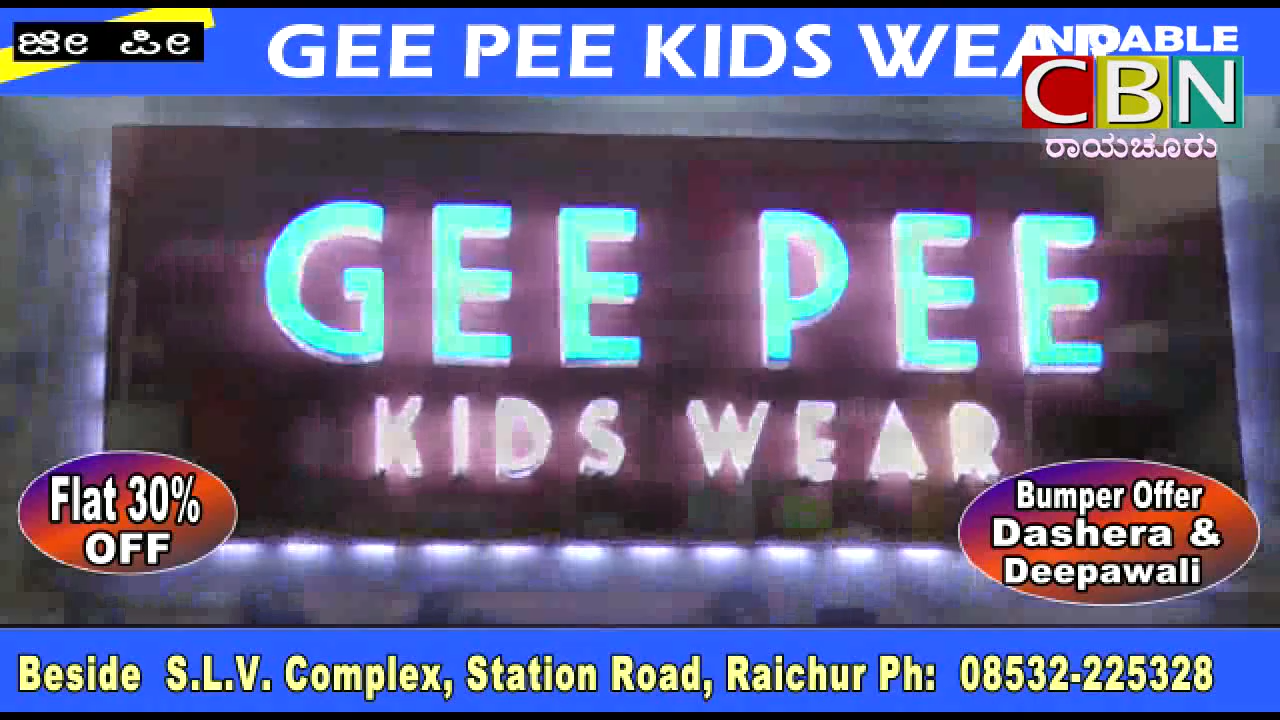 ಜೀ ಪೀ
GEE PEE KIDS WEAR
CBN
ರಾಯಚೂರು
GEE PEE
KIDS WEAR
Flat 30%
OFF
Bumper Offer
Dashera &
Deepawali
Beside S.L.V. Complex, Station Road, Raichur Ph: 08532-225328